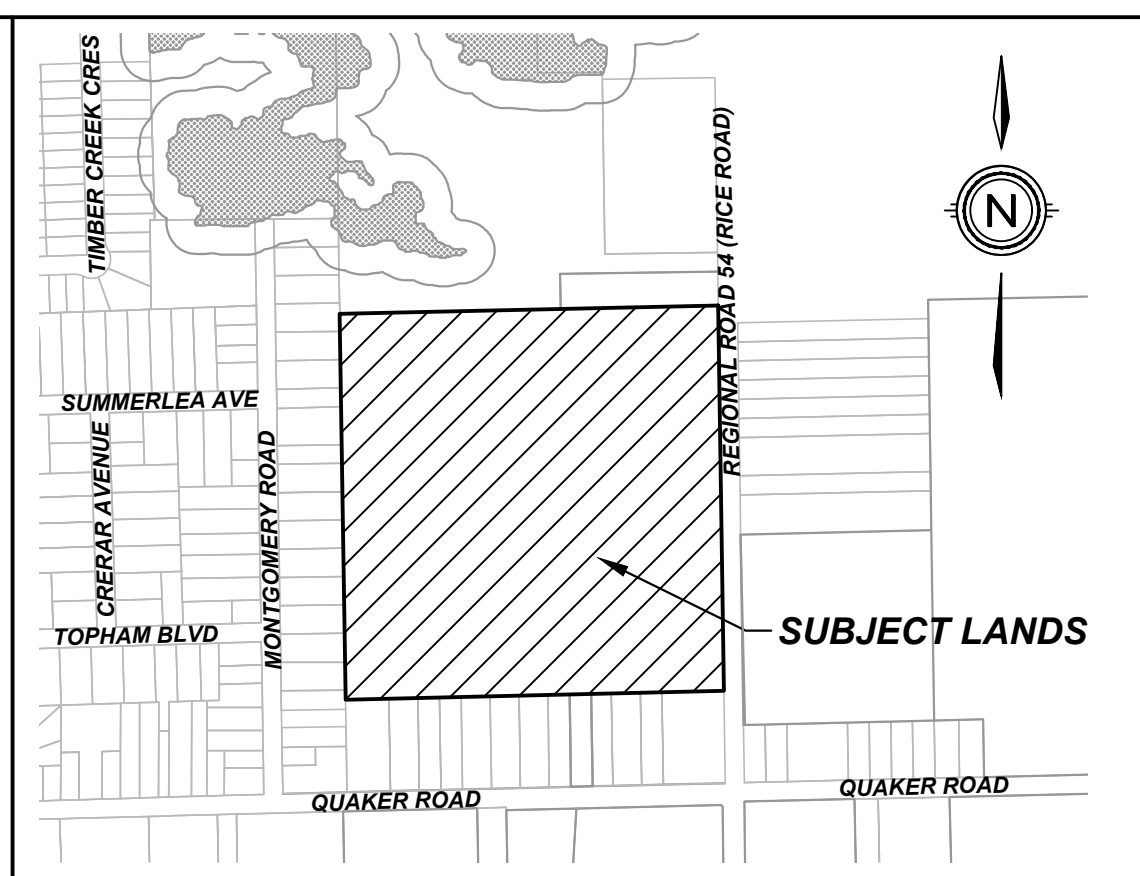 TIMBER CREEK CRES
REGIONAL ROAD 54 (RICE ROAD)
N
SUMMERLEA AVE
CRERAR AVENUE
MONTGOMERY ROAD
TOPHAM BLVD
SUBJECT LANDS
QUAKER ROAD
QUAKER ROAD